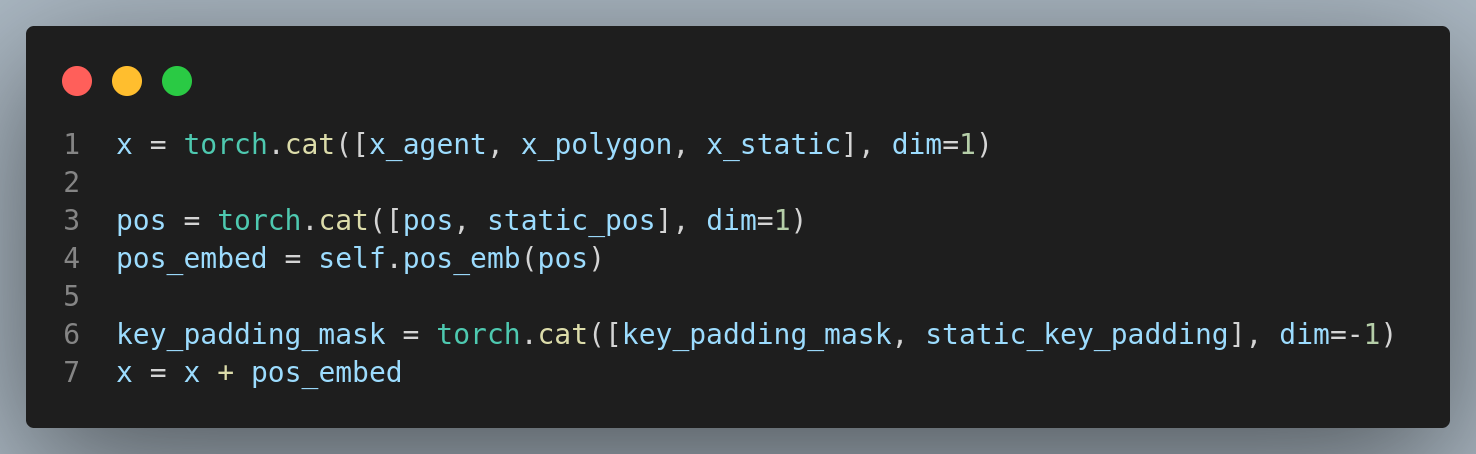 1 x = torch.cat([x_agent, x_polygon, x_static], dim=1)
2
3 pos = torch.cat([pos, static_pos], dim=1)
4 pos_embed = self.pos_emb(pos)
5
6 key_padding_mask = torch.cat([key_padding_mask, static_key_padding], dim=-1)
7 x = x + pos_embed